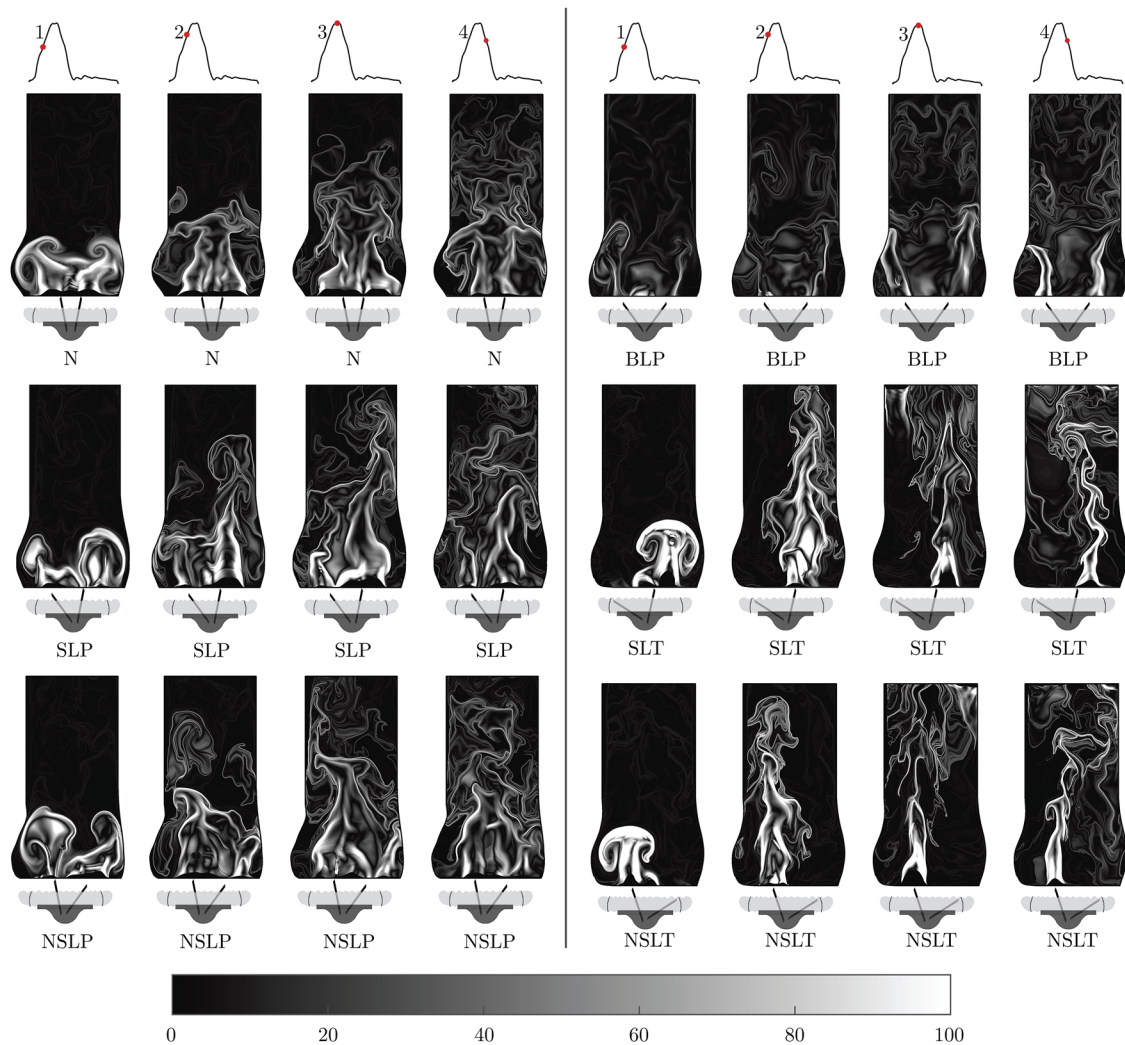 1 2 3 4 1 2 3 4
N N N N BLP BLP BLP BLP
SLP SLP SLP SLP SLT SLT SLT SLT
NSLP NSLP NSLP NSLP NSLT NSLT NSLT NSLT
0 20 40 60 80 100